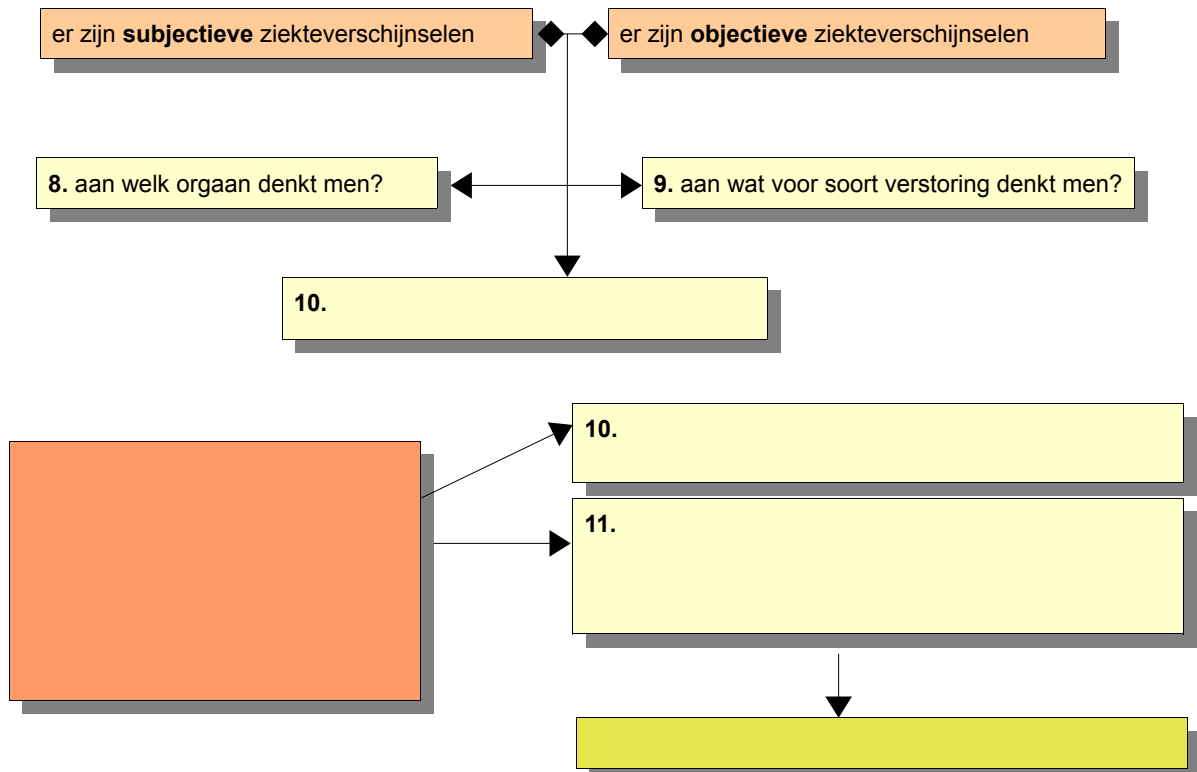 er zijn subjectieve ziekteverschijnselen
er zijn objectieve ziekteverschijnselen
8. aan welk orgaan denkt men?
9. aan wat voor soort verstoring denkt men?
10.
10.
11.